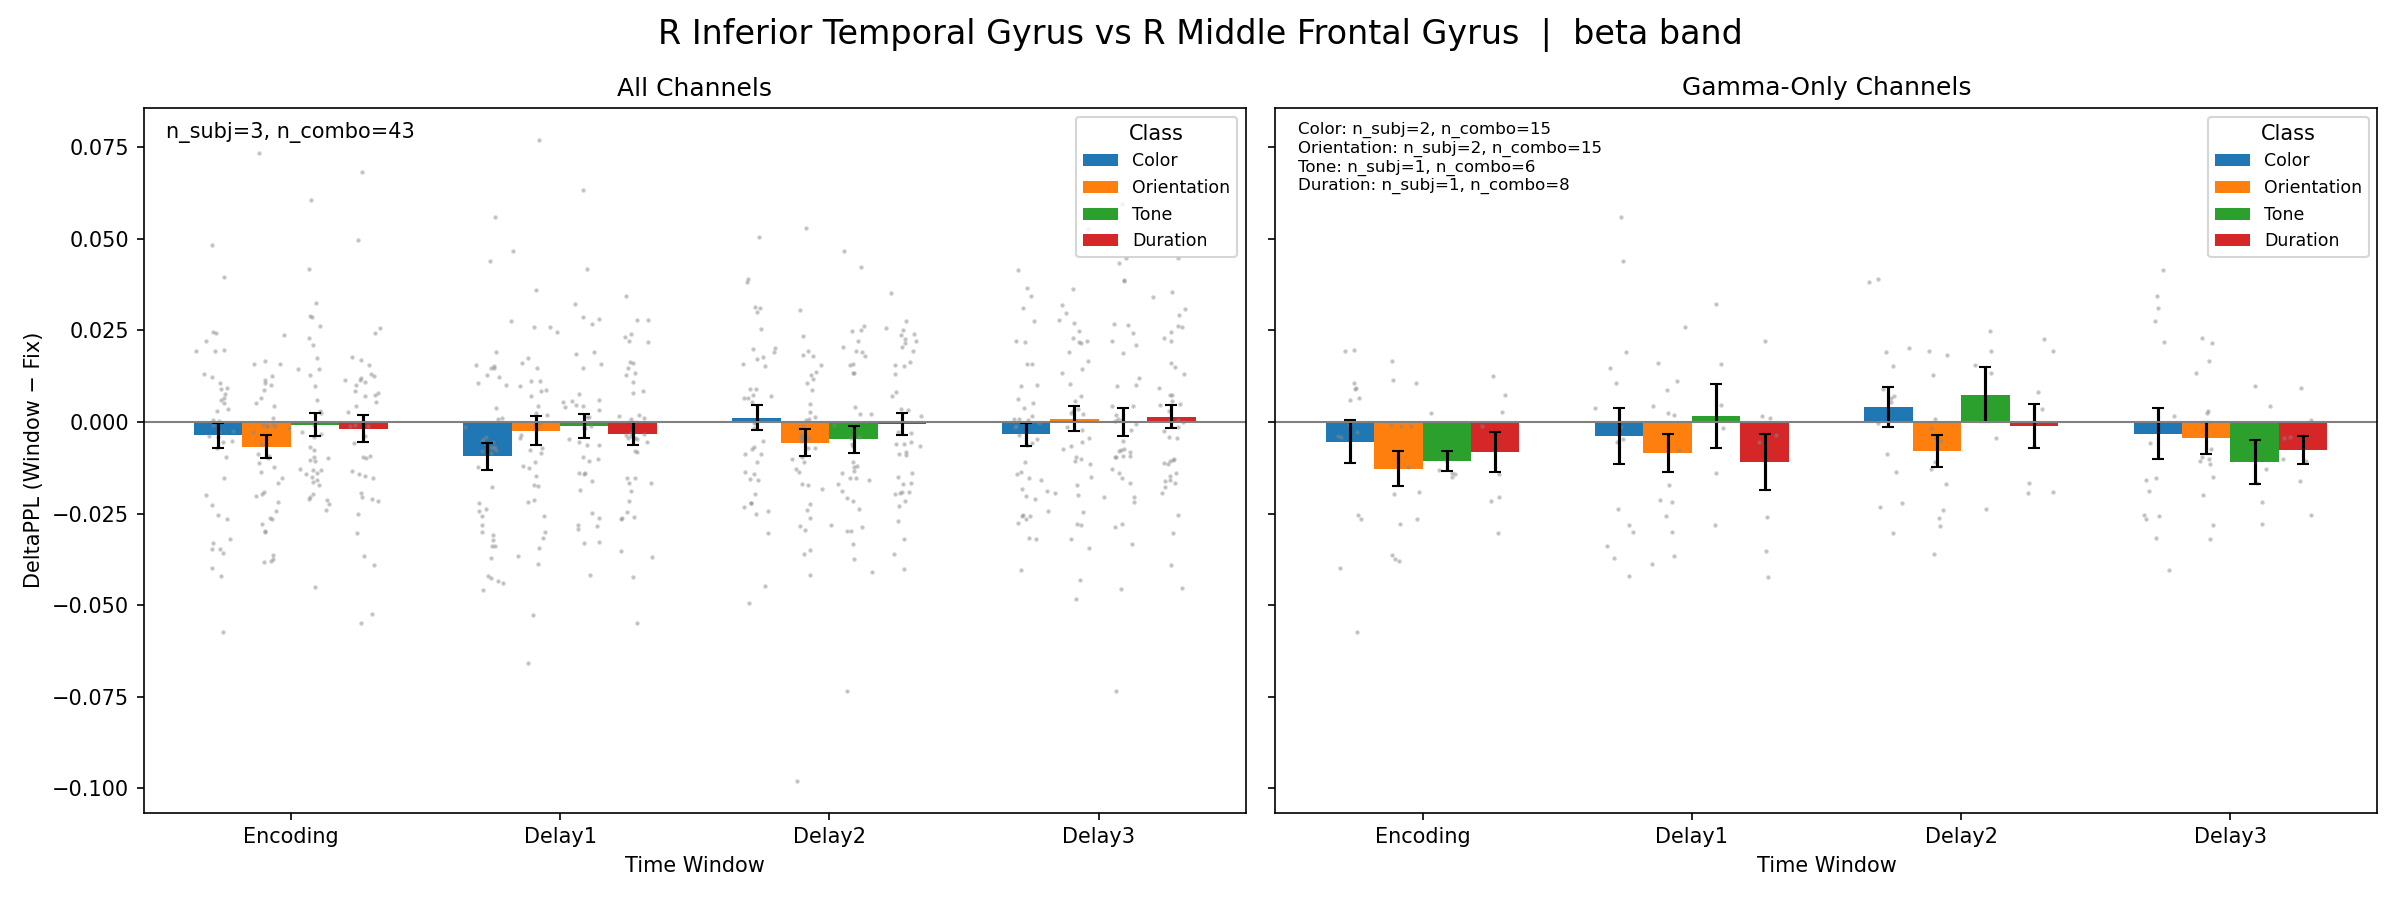 R Inferior Temporal Gyrus vs R Middle Frontal Gyrus | beta band
All Channels
n_subj=3, n_combo=43
Class
Color
Orientation
Tone
Duration
DeltaPPL (Window − Fix)
0.075
0.050
0.025
0.000
−0.025
−0.050
−0.075
−0.100
Encoding
Delay1
Delay2
Delay3
Time Window
Gamma-Only Channels
Color: n_subj=2, n_combo=15
Orientation: n_subj=2, n_combo=15
Tone: n_subj=1, n_combo=6
Duration: n_subj=1, n_combo=8
Class
Color
Orientation
Tone
Duration
Encoding
Delay1
Delay2
Delay3
Time Window